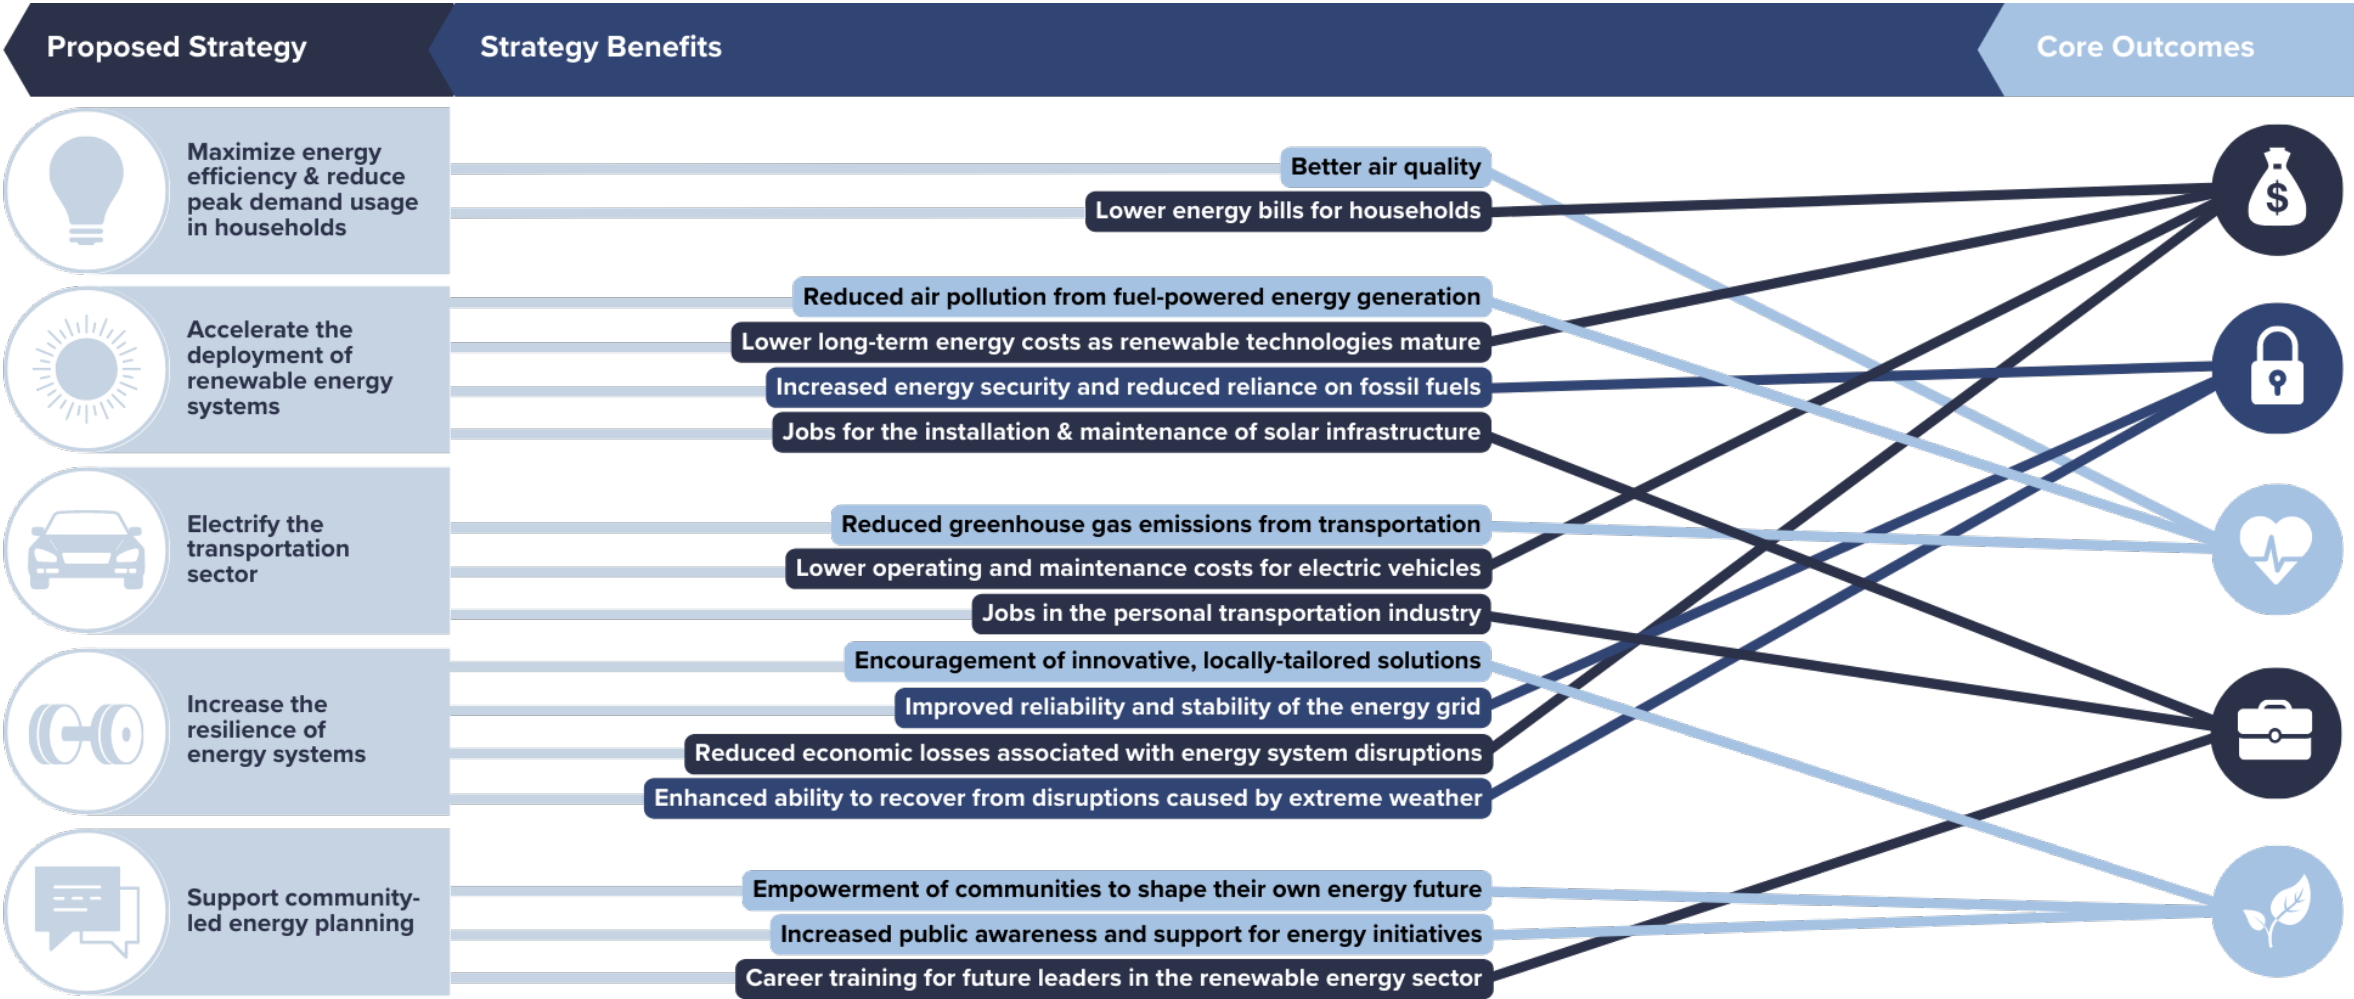 Proposed Strategy
Strategy Benefits
Core Outcomes
Maximize energy
efficiency & reduce
peak demand usage
in households
Better air quality
Lower energy bills for households
$
Accelerate the
deployment of
renewable energy
systems
Reduced air pollution from fuel-powered energy generation
Lower long-term energy costs as renewable technologies mature
Increased energy security and reduced reliance on fossil fuels
Jobs for the installation & maintenance of solar infrastructure
Electrify the
transportation
sector
Reduced greenhouse gas emissions from transportation
Lower operating and maintenance costs for electric vehicles
Jobs in the personal transportation industry
Increase the
resilience of
energy systems
Encouragement of innovative, locally-tailored solutions
Improved reliability and stability of the energy grid
Reduced economic losses associated with energy system disruptions
Enhanced ability to recover from disruptions caused by extreme weather
Support community-
led energy planning
Empowerment of communities to shape their own energy future
Increased public awareness and support for energy initiatives
Career training for future leaders in the renewable energy sector